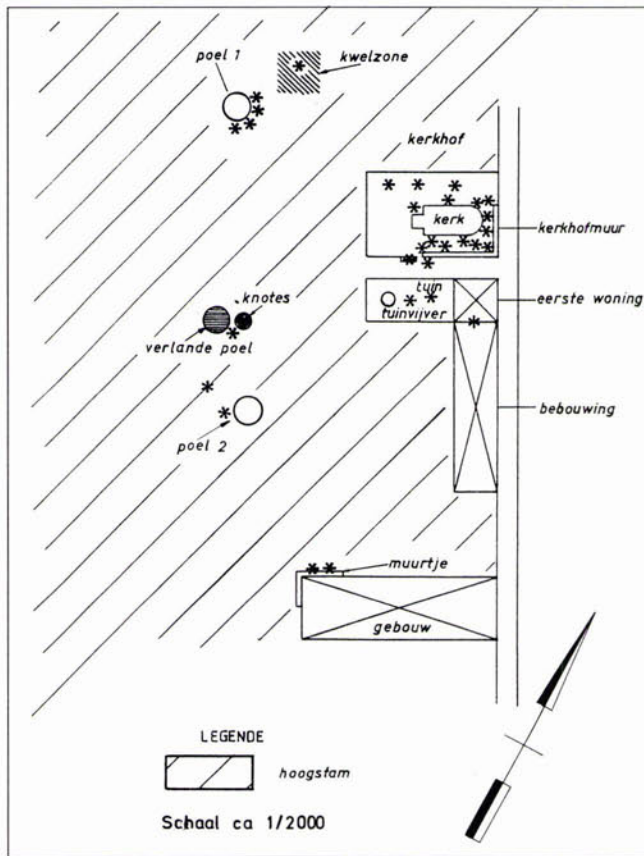 poel 1
kwelzone
kerkhof
kerk
kerkhofmuur
knotes
tuin
tuinvijver
eerste woning
verlande poel
bebouwing
poel 2
muurtje
gebouw
LEGENDE
hoogstam
Schaal ca 1/2000